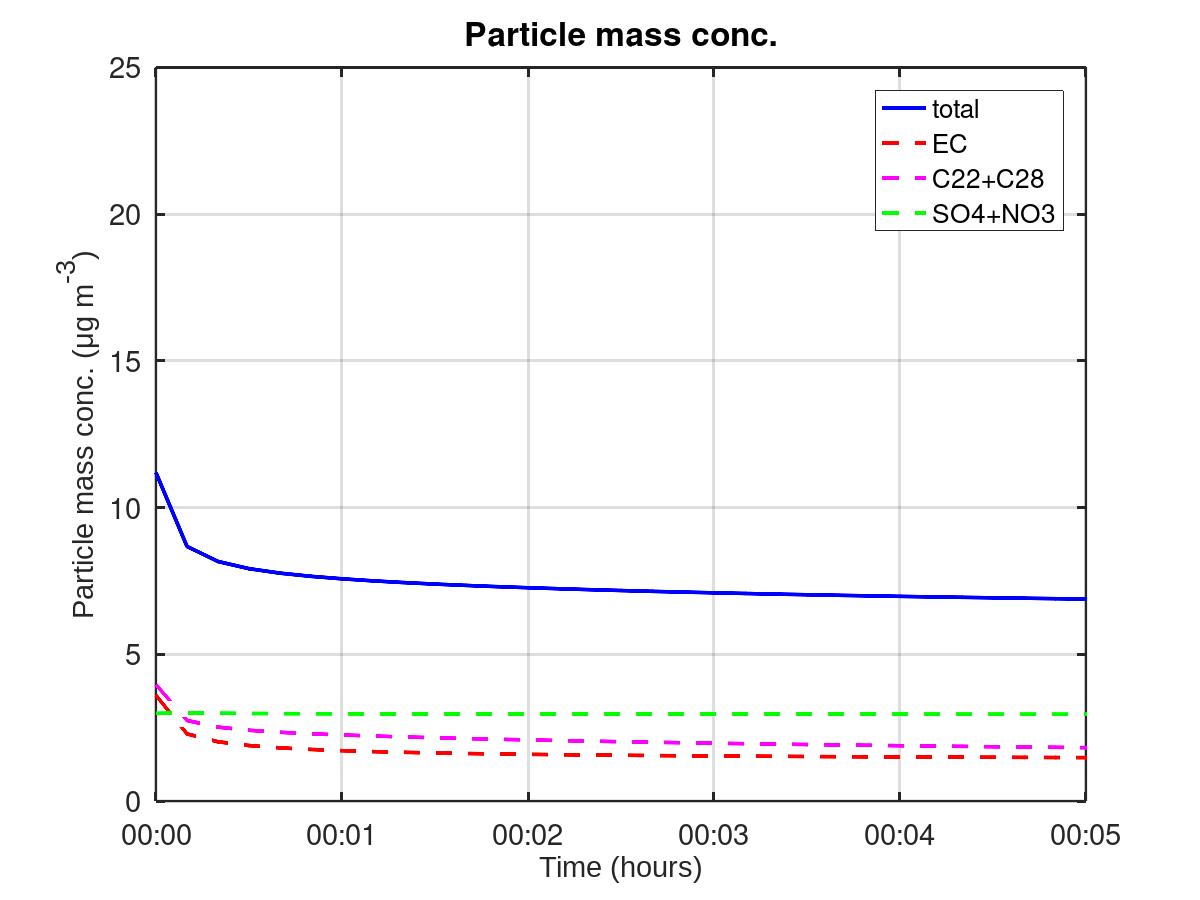 Particle mass conc.
25
20
15
10
5
0
Particle mass conc. (µg m-3)
total
EC
C22+C28
SO4+NO3
00:00 00:01 00:02 00:03 00:04 00:05
Time (hours)